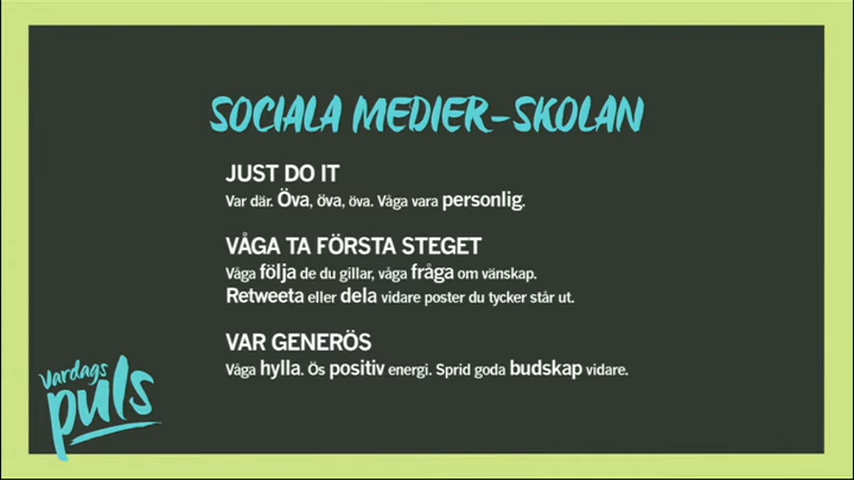 SOCIALA MEDIER-SKOLAN
JUST DO IT
Var där. Öva, öva, öva. Våga vara personlig.
VÅGA TA FÖRSTA STEGET
Våga följa de du gillar, våga fråga om vänskap.
Retweeta eller dela vidare poster du tycker står ut.
VAR GENERÖS
Våga hylla. Ös positiv energi. Sprid goda budskap vidare.
Vardags
puls